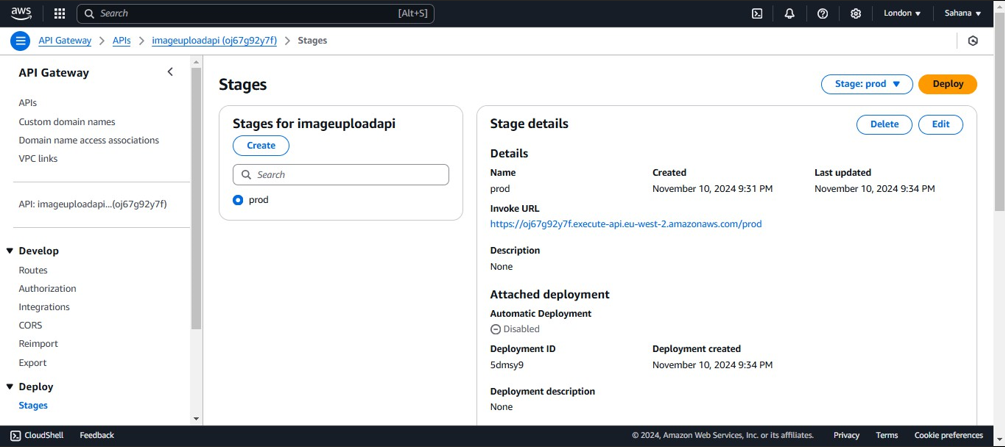 aws
Search
[Alt+S]
London
Sahana
API Gateway
APIs
imageuploadapi (oj67g92y7f)
Stages
API Gateway
APIs
Custom domain names
Domain name access associations
VPC links
API: imageuploadapi...(oj67g92y7f)
Develop
Routes
Authorization
Integrations
CORS
Reimport
Export
Deploy
Stages
Stages
Stage: prod
Deploy
Stages for imageuploadapi
Create
Search
prod
Stage details
Delete
Edit
Details
Name
prod
Created
November 10, 2024 9:31 PM
Last updated
November 10, 2024 9:34 PM
Invoke URL
https://oj67g92y7f.execute-api.eu-west-2.amazonaws.com/prod
Description
None
Attached deployment
Automatic Deployment
Disabled
Deployment ID
5dmsy9
Deployment created
November 10, 2024 9:34 PM
Deployment description
None
CloudShell
Feedback
© 2024, Amazon Web Services, Inc. or its affiliates.
Privacy
Terms
Cookie preferences